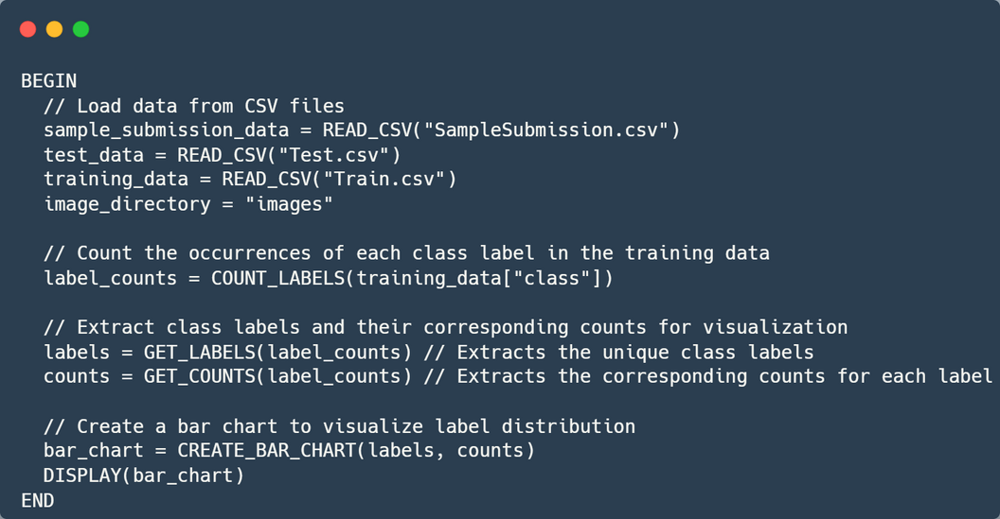 BEGIN
// Load data from CSV files
sample_submission_data = READ_CSV("SampleSubmission.csv")
test_data = READ_CSV("Test.csv")
training_data = READ_CSV("Train.csv")
image_directory = "images"
// Count the occurrences of each class label in the training data
label_counts = COUNT_LABELS(training_data["class"])
// Extract class labels and their corresponding counts for visualization
labels = GET_LABELS(label_counts) // Extracts the unique class labels
counts = GET_COUNTS(label_counts) // Extracts the corresponding counts for each label
// Create a bar chart to visualize label distribution
bar_chart = CREATE_BAR_CHART(labels, counts)
DISPLAY(bar_chart)
END